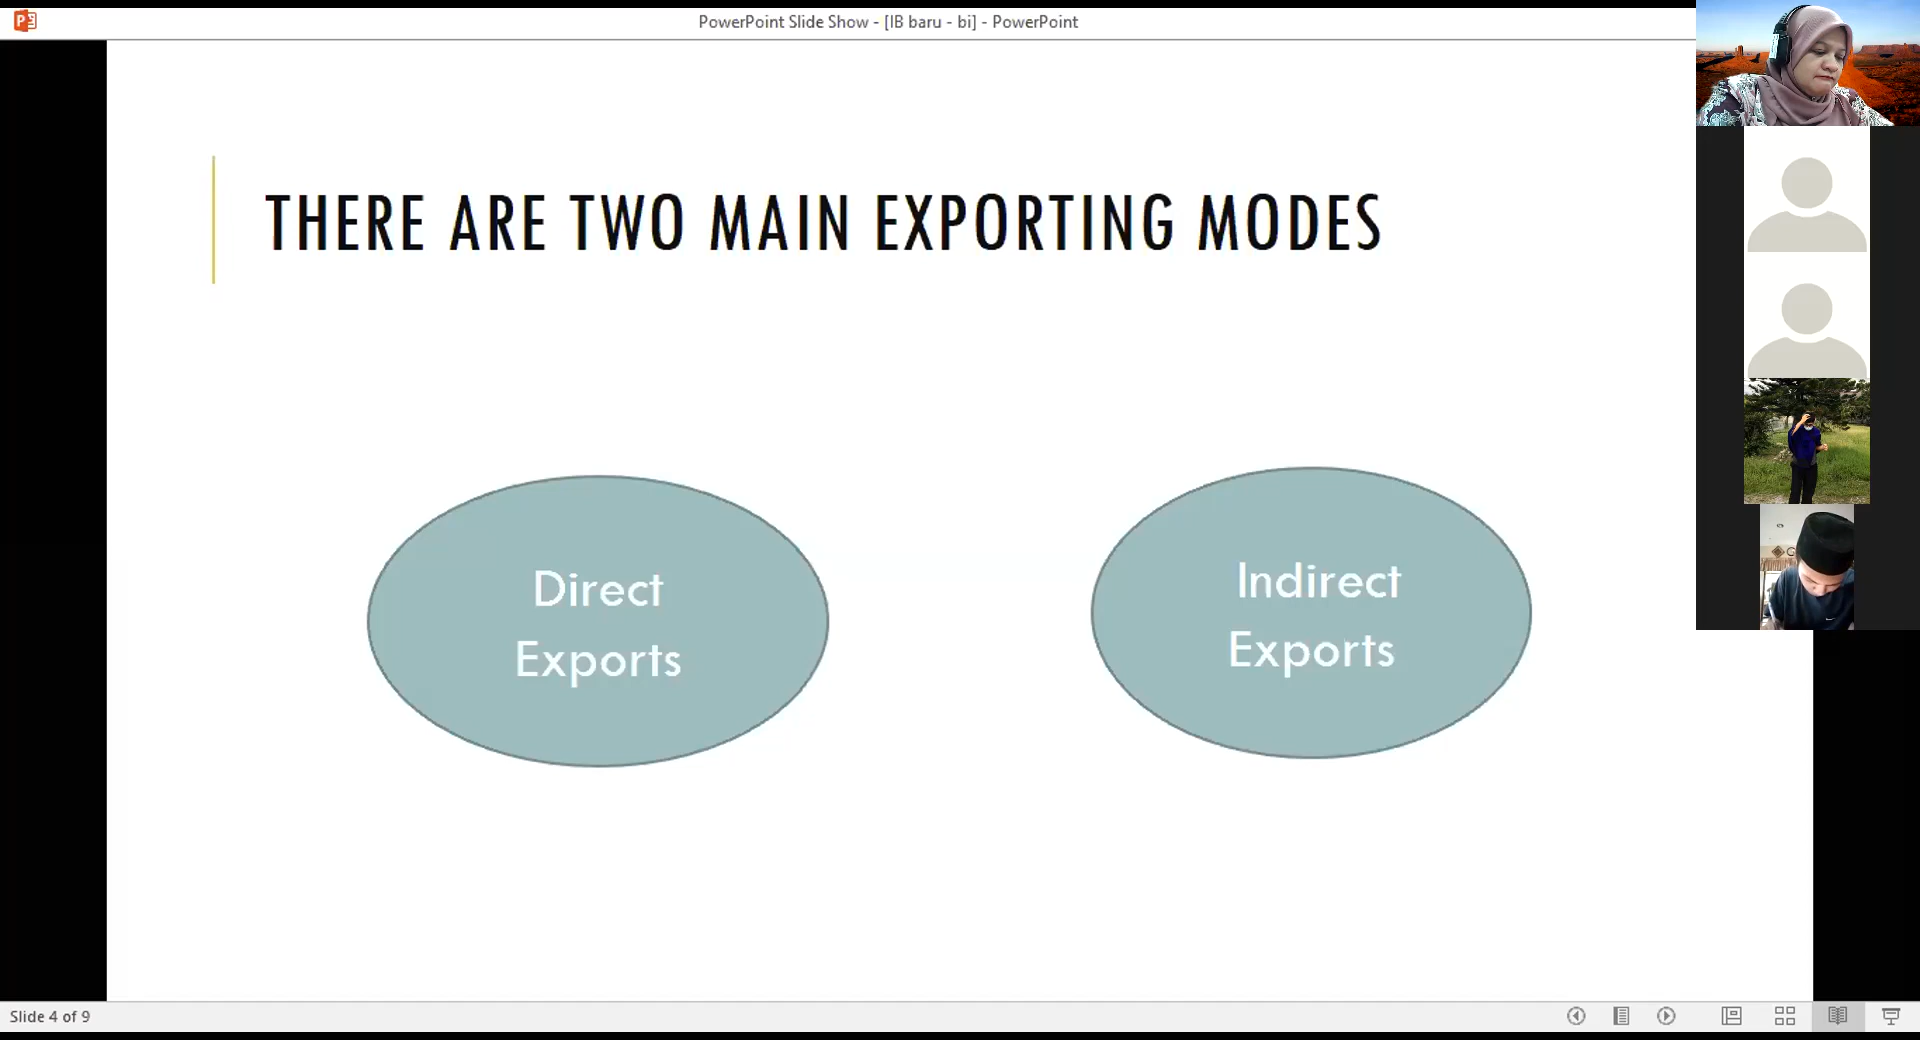 PowerPoint Slide Show - [IB baru - bi] - PowerPoint
THERE ARE TWO MAIN EXPORTING MODES
Direct
Exports
Indirect
Exports
Slide 4 of 9